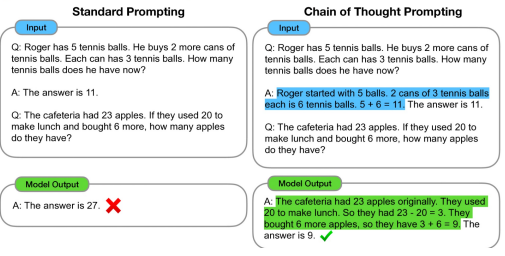 Standard Prompting
Input
Q: Roger has 5 tennis balls. He buys 2 more cans of
tennis balls. Each can has 3 tennis balls. How many
tennis balls does he have now?
A: The answer is 11.
Q: The cafeteria had 23 apples. If they used 20 to
make lunch and bought 6 more, how many apples
do they have?
Model Output
A: The answer is 27.
Chain of Thought Prompting
Input
Q: Roger has 5 tennis balls. He buys 2 more cans of
tennis balls. Each can has 3 tennis balls. How many
tennis balls does he have now?
A: Roger started with 5 balls. 2 cans of 3 tennis balls
each is 6 tennis balls. 5 + 6 = 11. The answer is 11.
Q: The cafeteria had 23 apples. If they used 20 to
make lunch and bought 6 more, how many apples
do they have?
Model Output
A: The cafeteria had 23 apples originally. They used
20 to make lunch. So they had 23 - 20 = 3. They
bought 6 more apples, so they have 3 + 6 = 9. The
answer is 9.